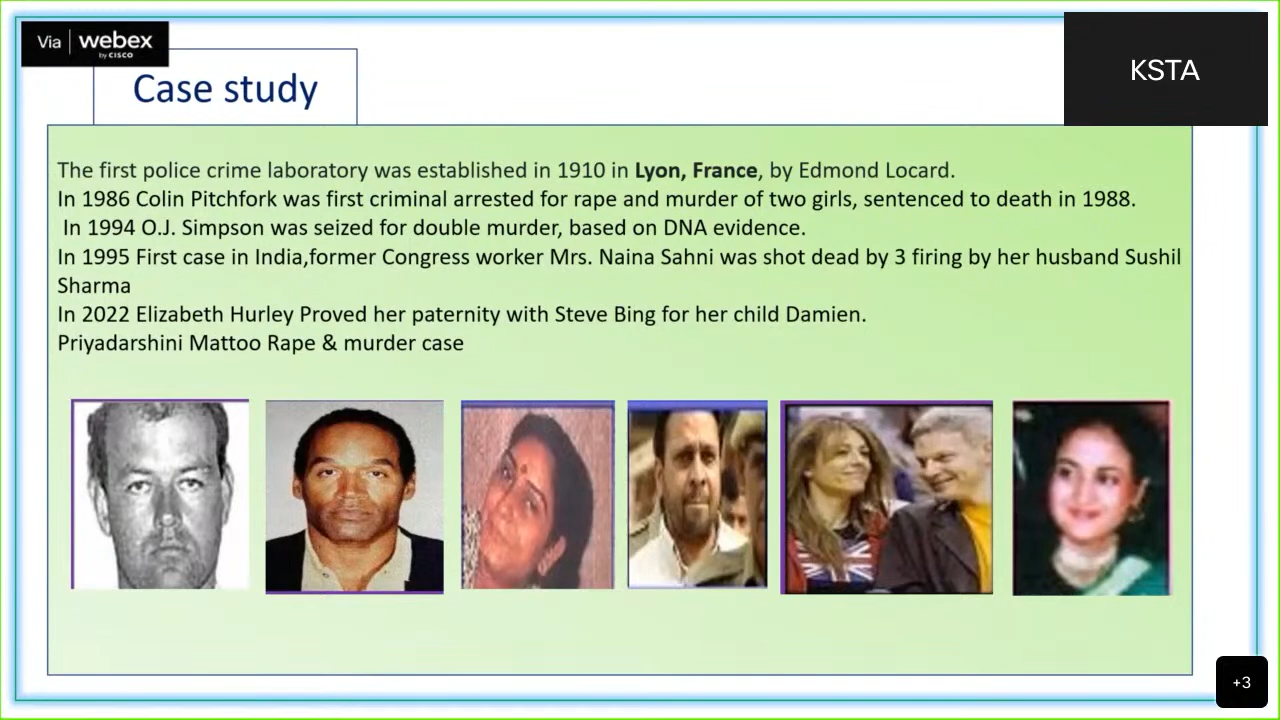 Via webex
by CISCO
KSTA
Case study
The first police crime laboratory was established in 1910 in Lyon, France, by Edmond Locard.
In 1986 Colin Pitchfork was first criminal arrested for rape and murder of two girls, sentenced to death in 1988.
In 1994 O.J. Simpson was seized for double murder, based on DNA evidence.
In 1995 First case in India,former Congress worker Mrs. Naina Sahni was shot dead by 3 firing by her husband Sushil
Sharma
In 2022 Elizabeth Hurley Proved her paternity with Steve Bing for her child Damien.
Priyadarshini Mattoo Rape & murder case
+3